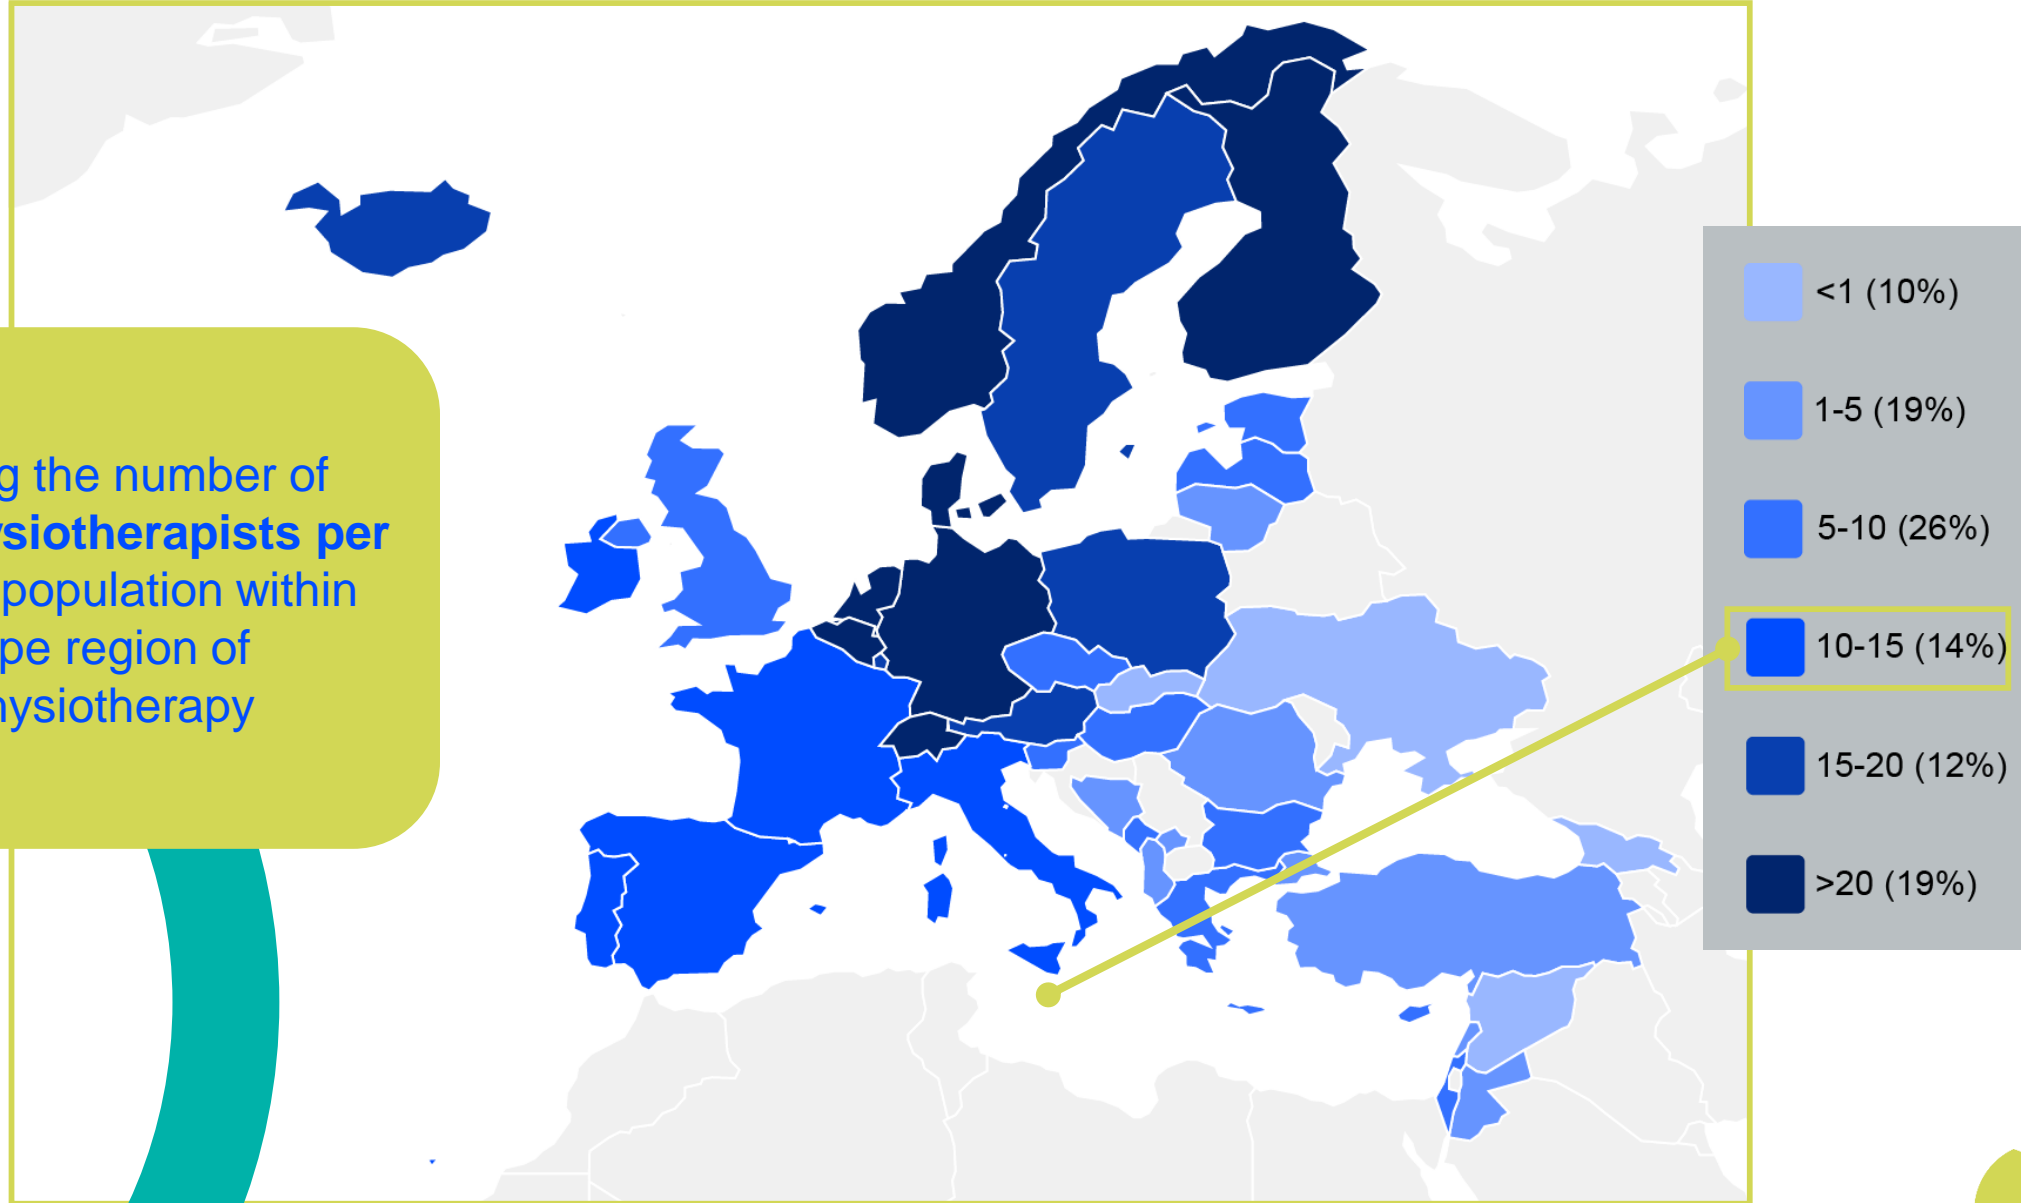 g the number of
ysiotherapists per
population within
pe region of
hysiotherapy
<1 (10%)
1-5 (19%)
5-10 (26%)
10-15 (14%)
15-20 (12%)
>20 (19%)